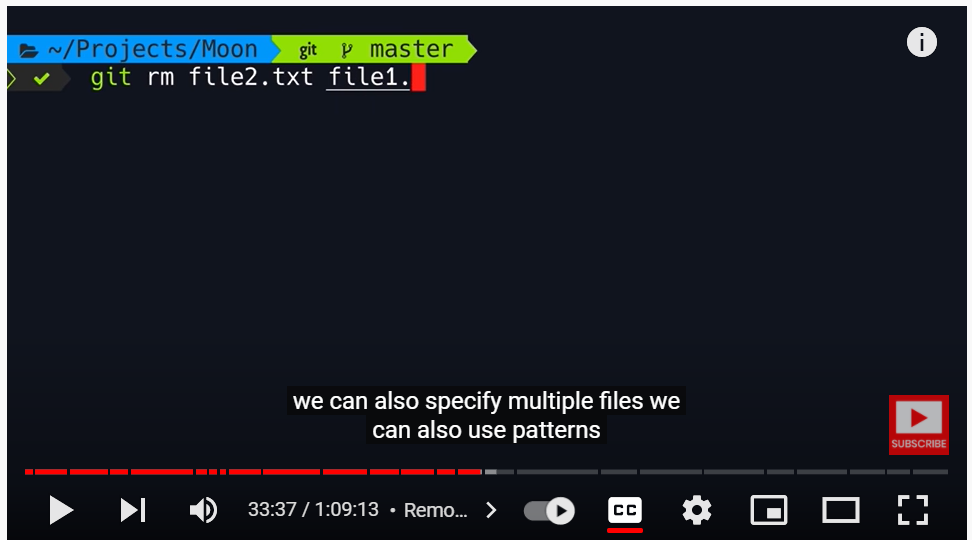 ~/Projects/Moon git master
git rm file2.txt file1.
we can also specify multiple files we
can also use patterns
SUBSCRIBE
33:37 / 1:09:13 • Remo...
CC